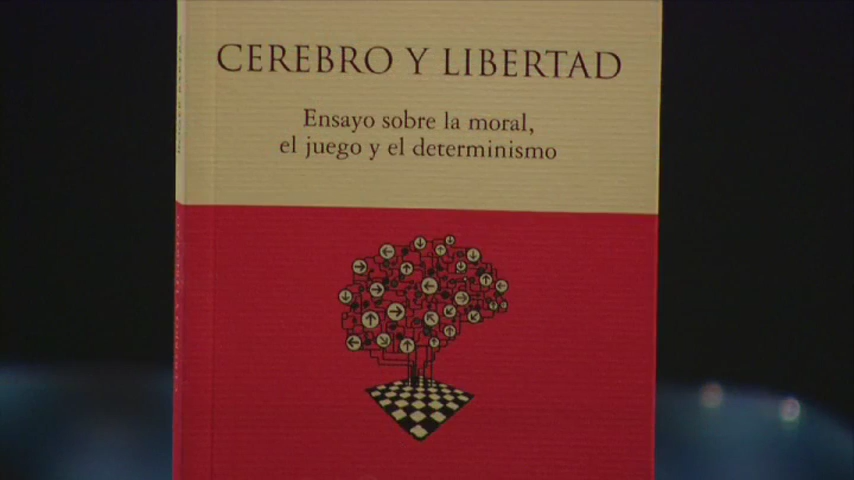 CEREBRO Y LIBERTAD
Ensayo sobre la moral,
el juego y el determinismo